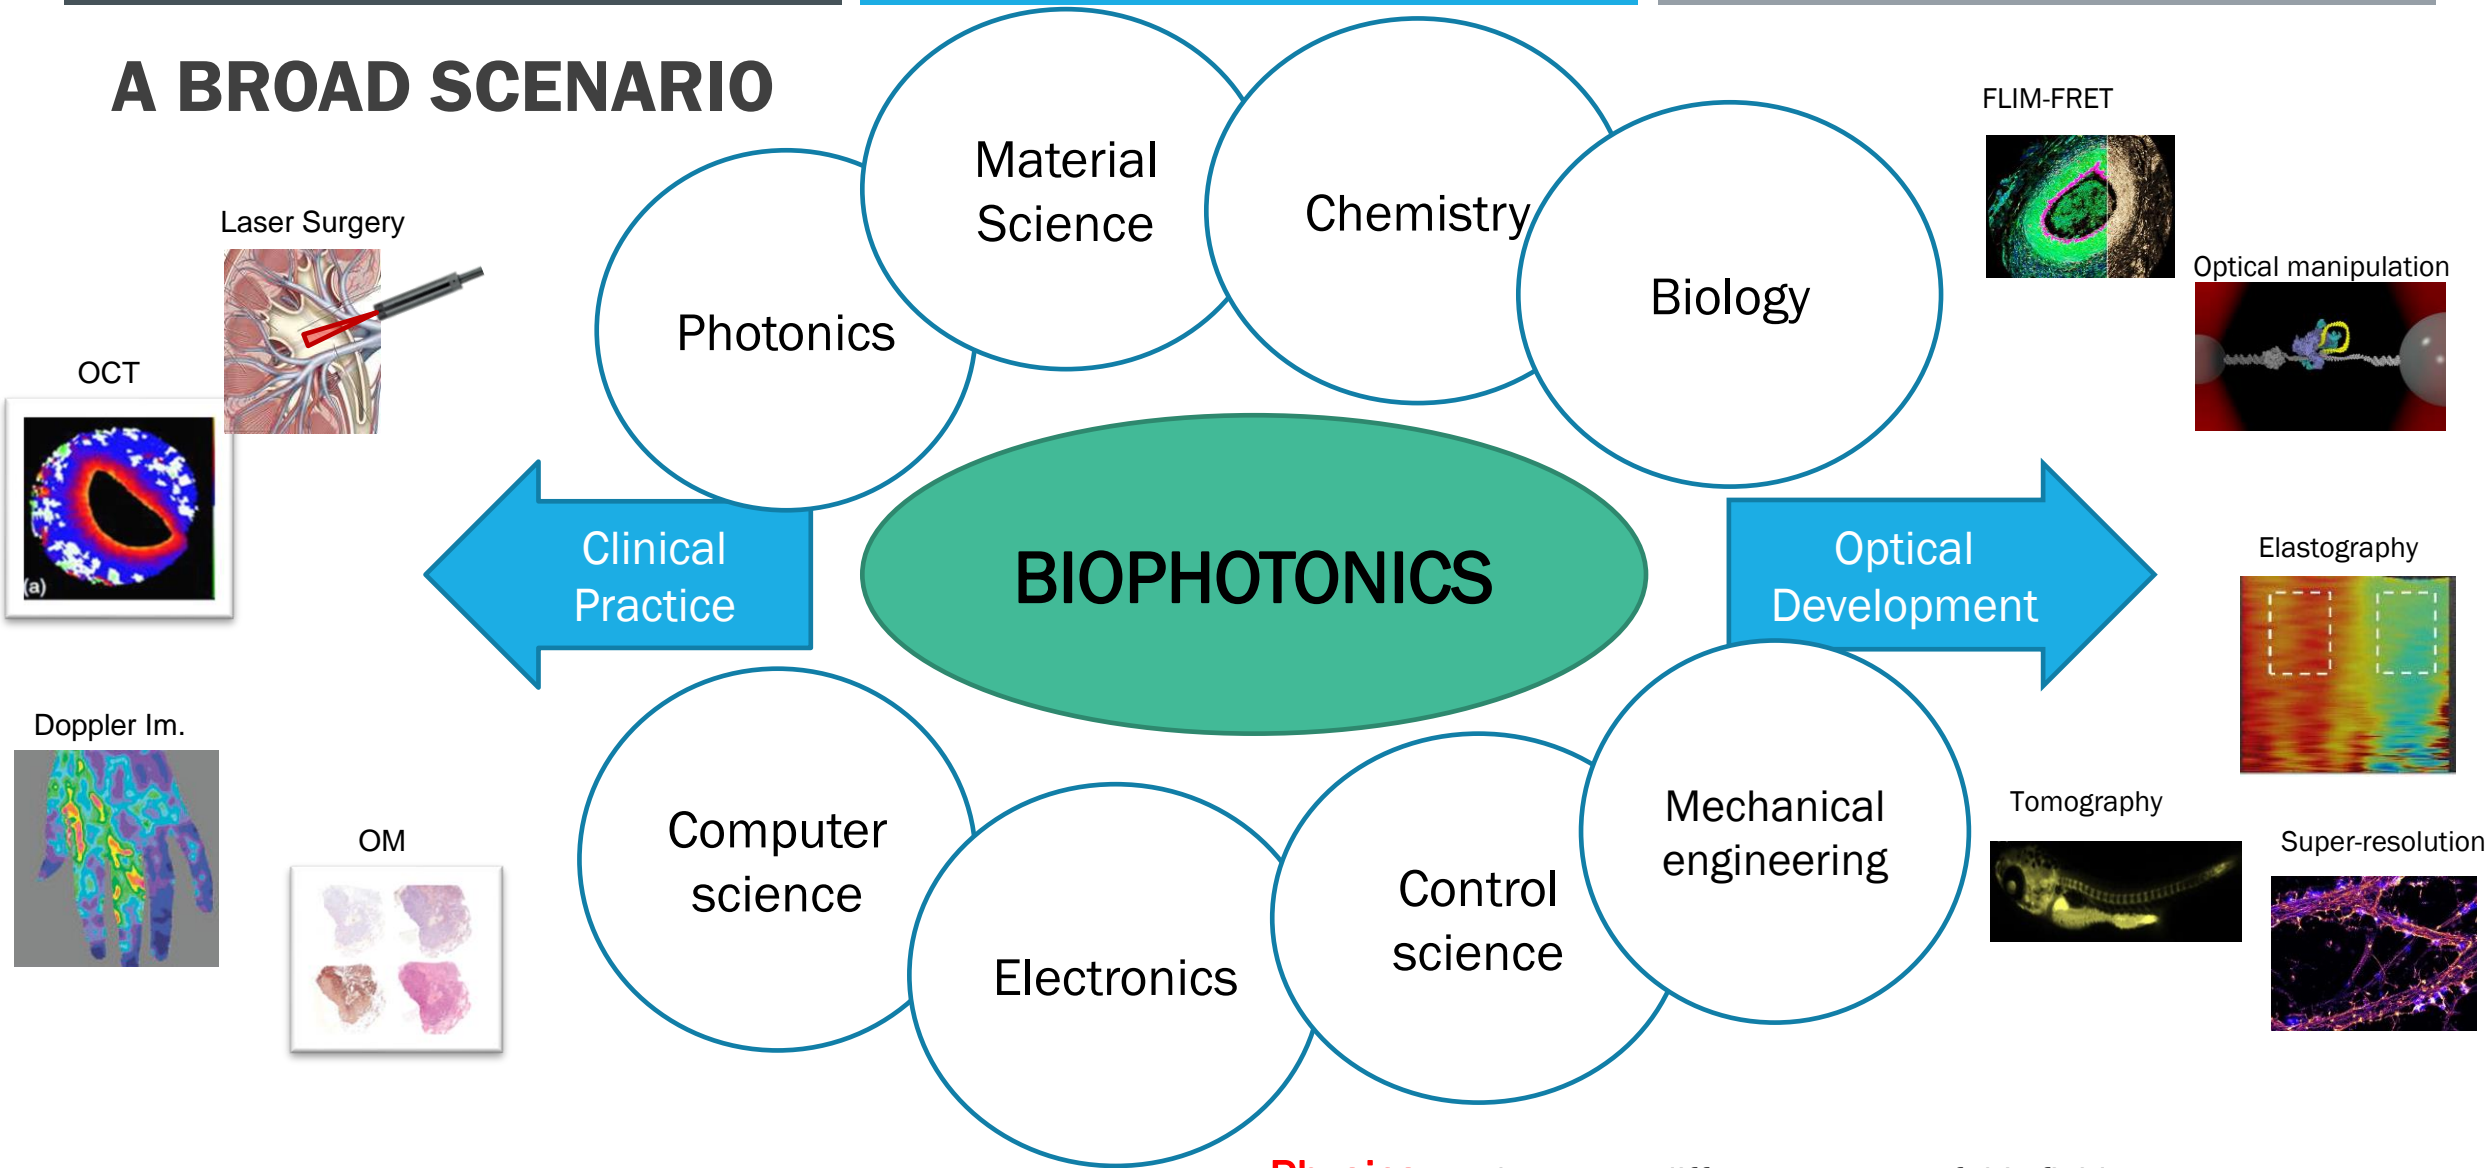 A BROAD SCENARIO
Material
Science
Chemistry
Biology
Photonics
FLIM-FRET
Optical manipulation
Laser Surgery
OCT
(a)
Clinical
Practice
BIOPHOTONICS
Optical
Development
Elastography
Doppler Im.
OM
Computer
science
Electronics
Control
science
Mechanical
engineering
Tomography
Super-resolution